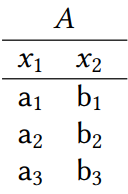 A
x₁ x₂
a₁ b₁
a₂ b₂
a₃ b₃